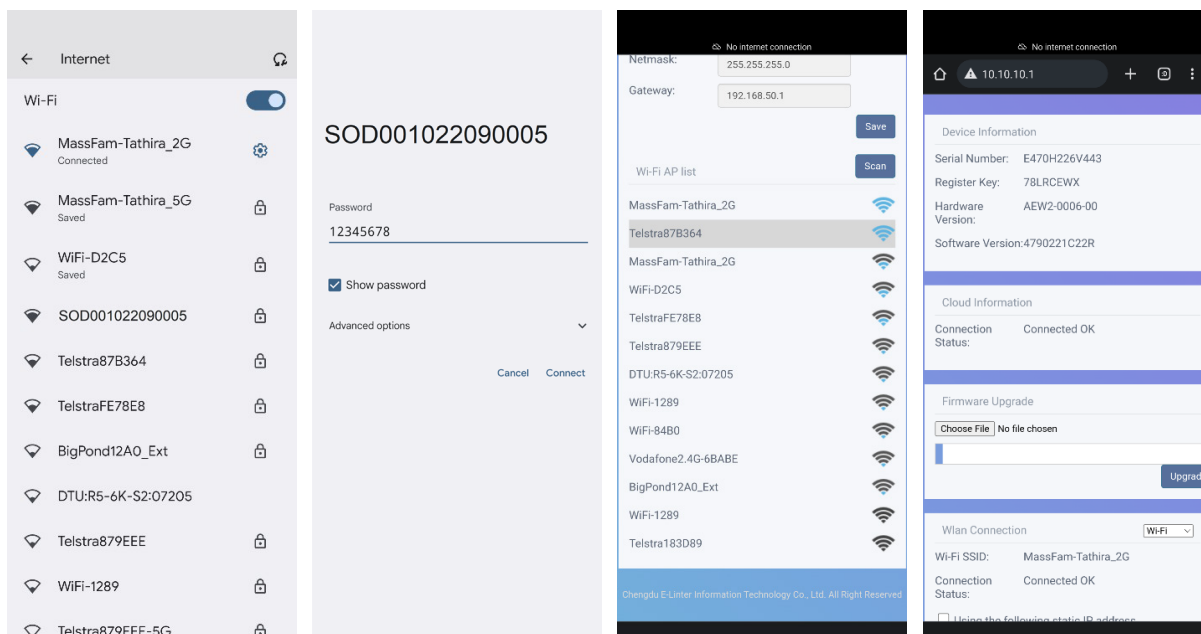 Internet
Wi-Fi
MassFam-Tathira_2G
Connected
MassFam-Tathira_5G
Saved
WiFi-D2C5
Saved
SOD001022090005
Telstra87B364
TelstraFE78E8
BigPond12A0_Ext
DTU:R5-6K-S2:07205
Telstra879EEE
WiFi-1289
Telstra879EEE-5G
SOD001022090005
Password
12345678
Show password
Advanced options
Cancel Connect
No internet connection
Netmask: 255.255.255.0
Gateway: 192.168.50.1
Save
Wi-Fi AP list Scan
MassFam-Tathira_2G
Telstra87B364
MassFam-Tathira_2G
WiFi-D2C5
TelstraFE78E8
Telstra879EEE
DTU:R5-6K-S2:07205
WiFi-1289
WiFi-84B0
Vodafone2.4G-6BABE
BigPond12A0_Ext
WiFi-1289
Telstra183D89
Chengdu E-Linter Information Technology Co., Ltd. All Right Reserved
No internet connection
10.10.10.1 :D
Device Information
Serial Number: E470H226V443
Register Key: 78LRCEWX
Hardware AEW2-0006-00
Version:
Software Version:4790221C22R
Cloud Information
Connection Connected OK
Status:
Firmware Upgrade
Choose File No file chosen
Upgrad
Wlan Connection Wi-Fi
Wi-Fi SSID: MassFam-Tathira_2G
Connection Connected OK
Status:
Using the following static IP address